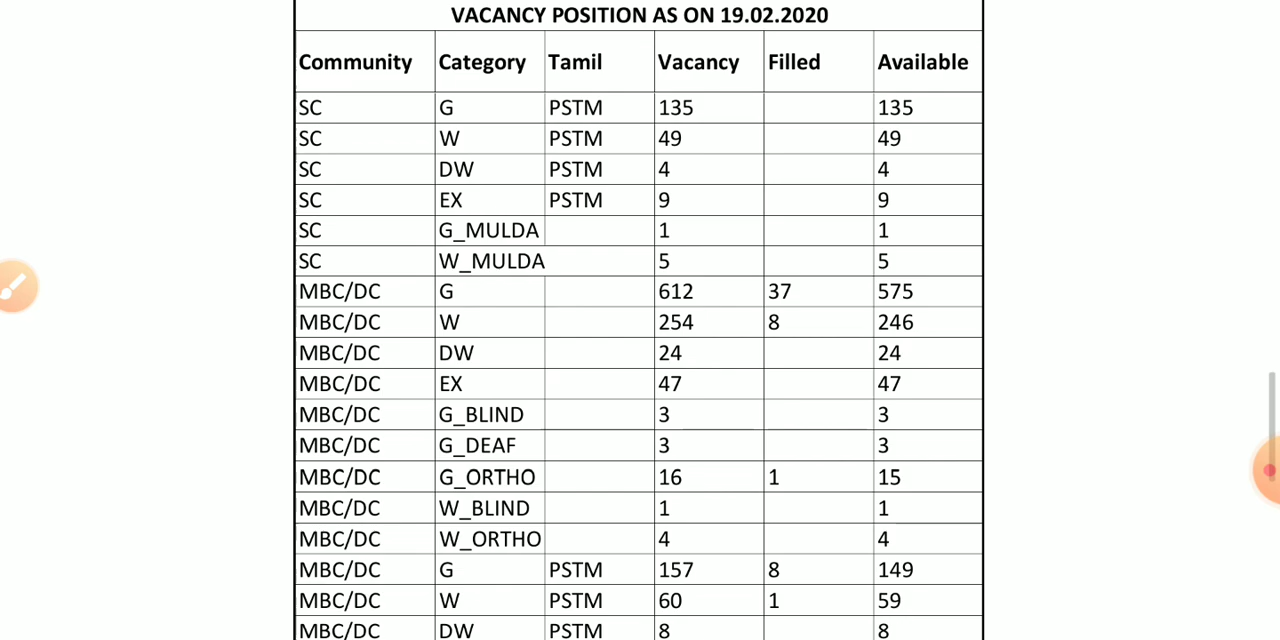 VACANCY POSITION AS ON 19.02.2020
Community Category Tamil Vacancy Filled Available
SC G PSTM 135 135
SC W PSTM 49 49
SC DW PSTM 4 4
SC EX PSTM 9 9
SC G_MULDA 1 1
SC W_MULDA 5 5
MBC/DC G 612 37 575
MBC/DC W 254 8 246
MBC/DC DW 24 24
MBC/DC EX 47 47
MBC/DC G_BLIND 3 3
MBC/DC G_DEAF 3 3
MBC/DC G_ORTHO 16 1 15
MBC/DC W_BLIND 1 1
MBC/DC W_ORTHO 4 4
MBC/DC G PSTM 157 8 149
MBC/DC W PSTM 60 1 59
MBC/DC DW PSTM 8 8